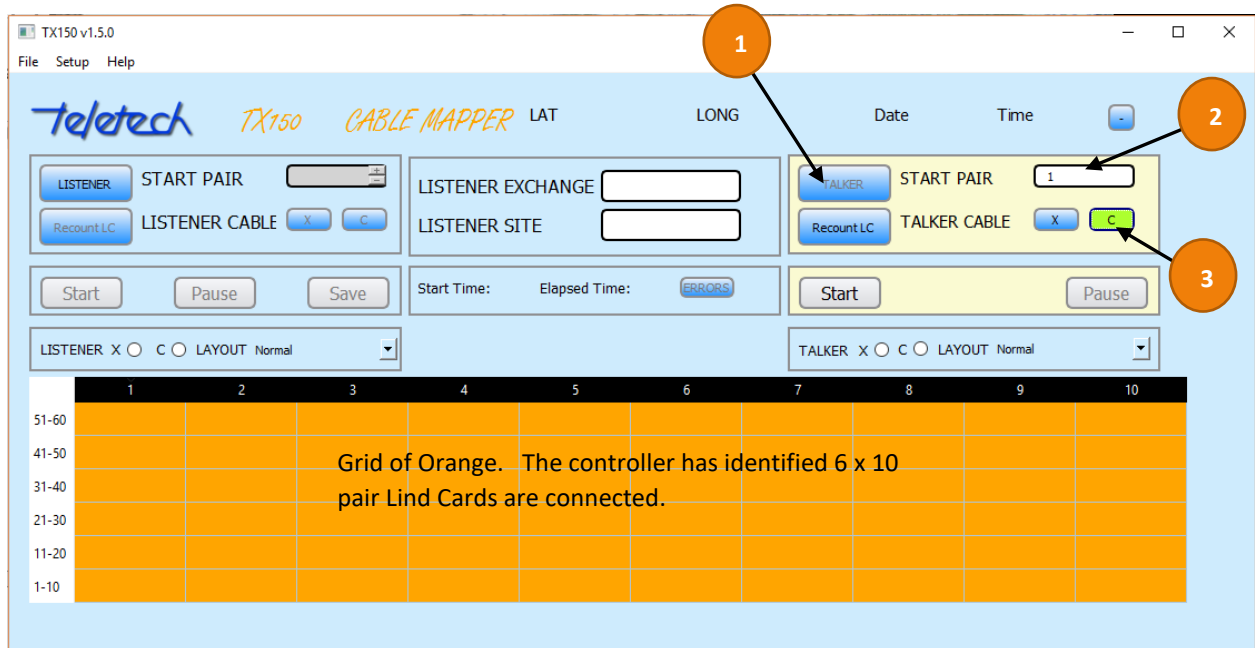 TX150 v1.5.0
File Setup Help
1
2
3
Teletech TX150 CABLE MAPPER LAT LONG Date Time -
LISTENER START PAIR + -
Recount LC LISTENER CABLE X C
LISTENER EXCHANGE
LISTENER SITE
TALKER START PAIR 1
Recount LC TALKER CABLE X C
Start Pause Save
Start Time: Elapsed Time: ERRORS
Start Pause
LISTENER X C LAYOUT Normal
TALKER X C LAYOUT Normal
1 2 3 4 5 6 7 8 9 10
51-60
41-50
31-40
21-30
11-20
1-10
Grid of Orange. The controller has identified 6 x 10
pair Lind Cards are connected.